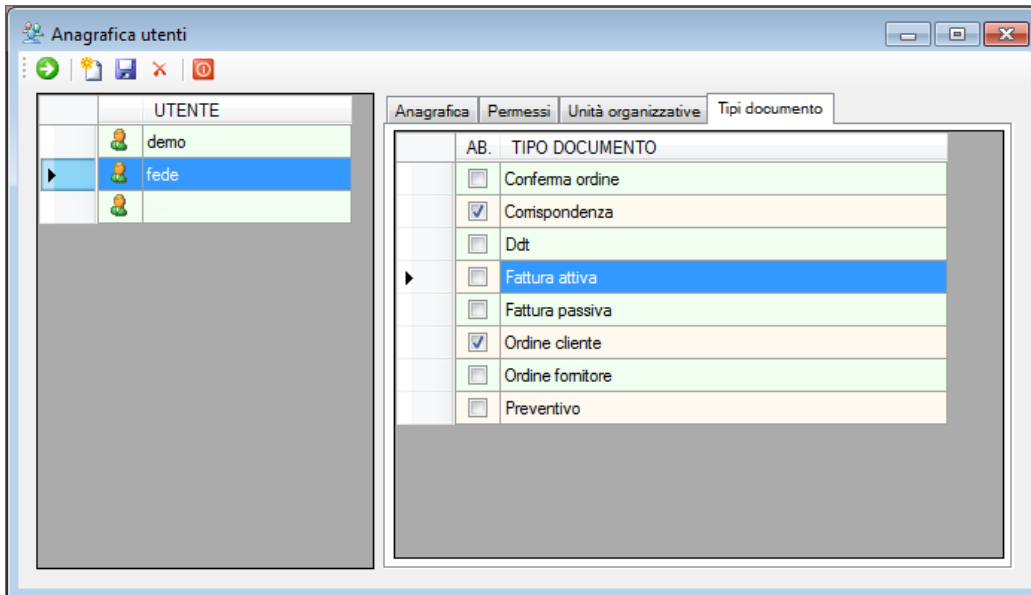 Anagrafica utenti
UTENTE
demo
fede
Anagrafica Permessi Unità organizzative Tipi documento
AB. TIPO DOCUMENTO
Conferma ordine
Corrispondenza
Ddt
Fattura attiva
Fattura passiva
Ordine cliente
Ordine fornitore
Preventivo